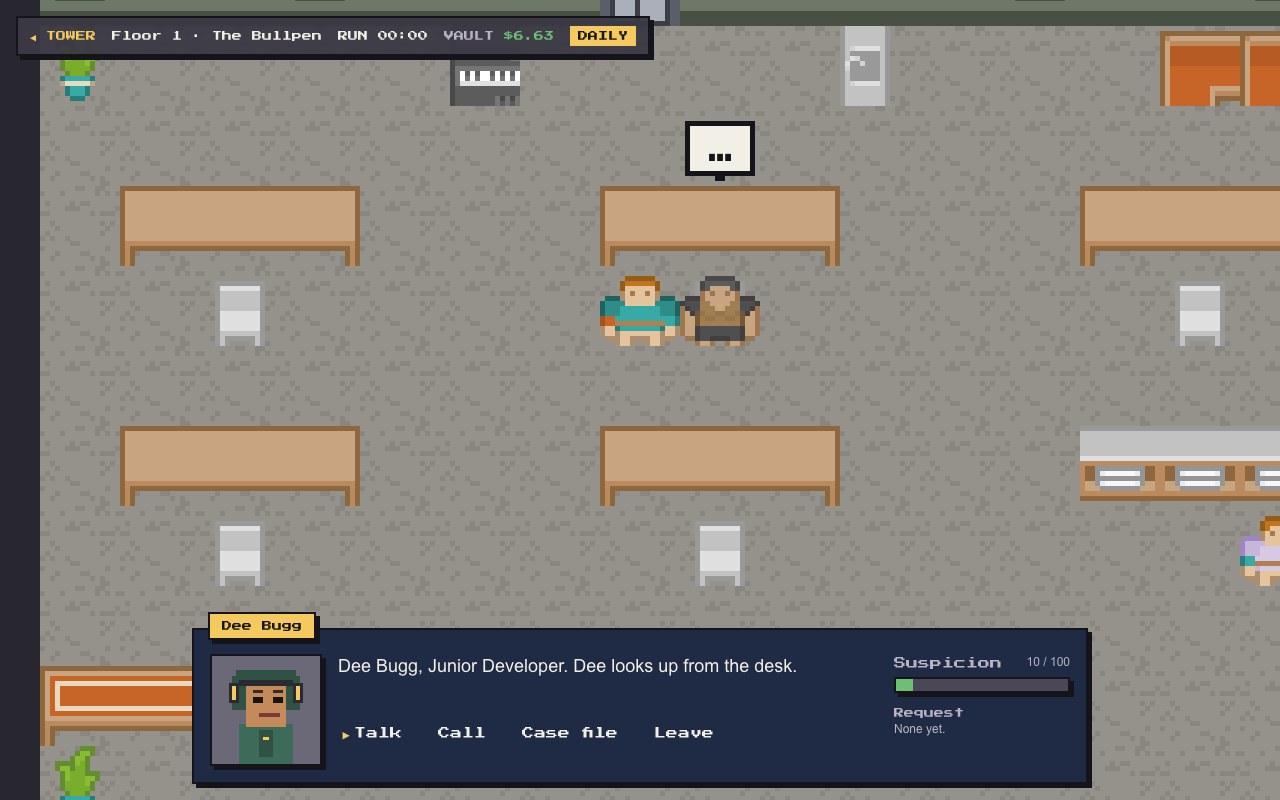 ◂ TOWER Floor 1 · The Bullpen RUN 00:00 VAULT $6.63 DAILY
...
Dee Bugg
Dee Bugg, Junior Developer. Dee looks up from the desk.
Suspicion 10 / 100
Request
None yet.
▸ Talk Call Case file Leave